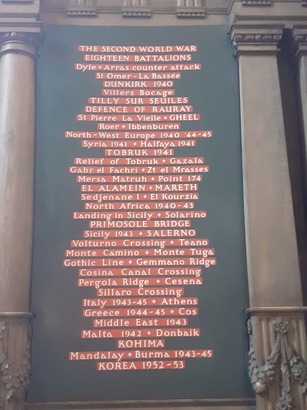 THE SECOND WORLD WAR
EIGHTEEN BATTALIONS
Dyle • Arras counter attack
St Omer-La Bassée
DUNKIRK 1940
Villers Bocage
TILLY SUR SEUILES
DEFENCE OF RAURAY
St Pierre La Vielle • GHEEL
Roer • Ibbenburen
North-West Europe 1940 '44-45
Syria 1941 • Halfaya 1941
TOBRUK 1941
Relief of Tobruk • Gazala
Gabr el Fachri • Zt el Mrasses
Mersa Matruh • Point 174
EL ALAMEIN • MARETH
Sedjenane I • El Kourzia
North Africa 1940-43
Landing in Sicily • Solarino
PRIMOSOLE BRIDGE
Sicily 1943 • SALERNO
Volturno Crossing • Teano
Monte Camino • Monte Tuga
Gothic Line • Gemmano Ridge
Cosina Canal Crossing
Pergola Ridge • Cesena
Sillaro Crossing
Italy 1943-45 • Athens
Greece 1944-45 • Cos
Middle East 1943
Malta 1942 • Donbaik
KOHIMA
Mandalay • Burma 1943-45
KOREA 1952-53